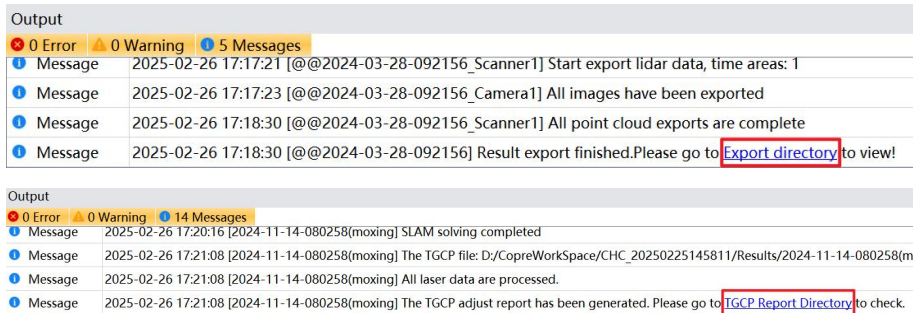 Output
0 Error 0 Warning 5 Messages
Message 2025-02-26 17:17:21 [@@2024-03-28-092156_Scanner1] Start export lidar data, time areas: 1
Message 2025-02-26 17:17:23 [@@2024-03-28-092156_Camera1] All images have been exported
Message 2025-02-26 17:18:30 [@@2024-03-28-092156_Scanner1] All point cloud exports are complete
Message 2025-02-26 17:18:30 [@@2024-03-28-092156] Result export finished.Please go to Export directory to view!
Output
0 Error 0 Warning 14 Messages
Message 2025-02-26 17:20:16 [2024-11-14-080258(moxing] SLAM solving completed
Message 2025-02-26 17:21:08 [2024-11-14-080258(moxing] The TGCP file: D:/CopreWorkSpace/CHC_20250225145811/Results/2024-11-14-080258(m
Message 2025-02-26 17:21:08 [2024-11-14-080258(moxing] All laser data are processed.
Message 2025-02-26 17:21:08 [2024-11-14-080258(moxing] The TGCP adjust report has been generated. Please go to TGCP Report Directory to check.